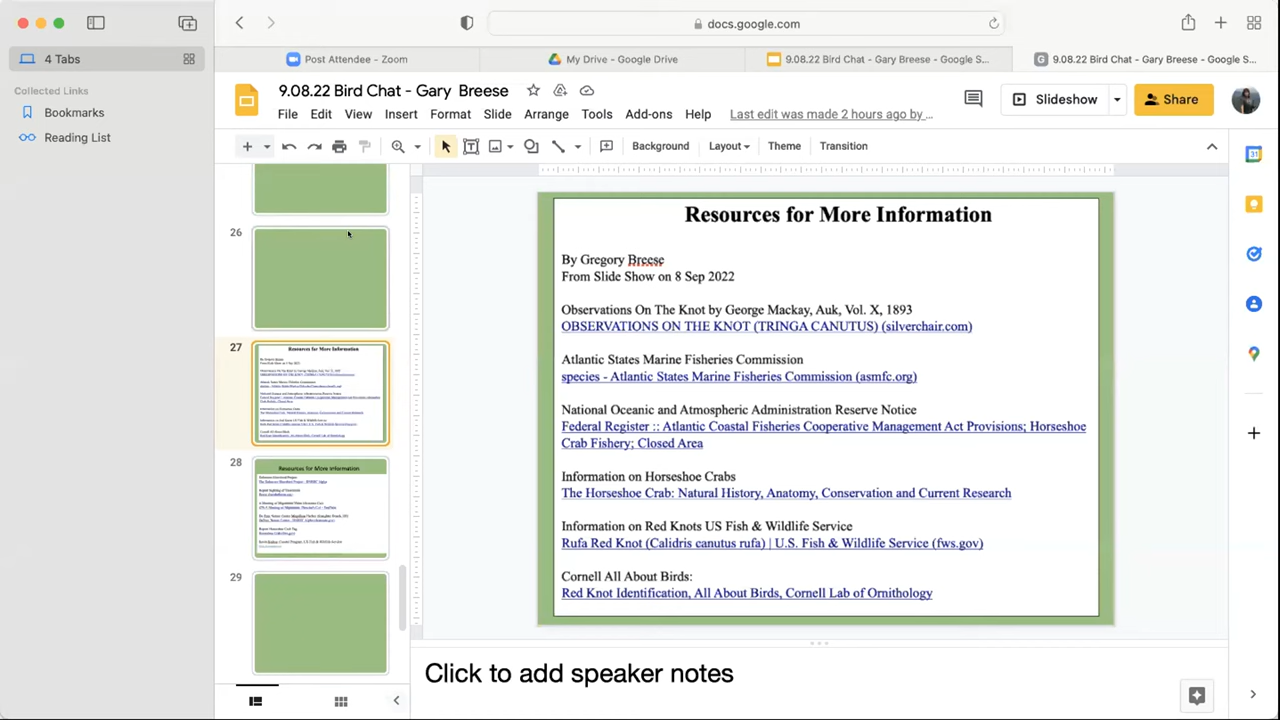 docs.google.com
4 Tabs
Collected Links
Bookmarks
Reading List
Post Attendee - Zoom
My Drive - Google Drive
9.08.22 Bird Chat - Gary Breese - Google S...
9.08.22 Bird Chat - Gary Breese - Google S...
9.08.22 Bird Chat - Gary Breese
Slideshow
Share
File Edit View Insert Format Slide Arrange Tools Add-ons Help Last edit was made 2 hours ago by ...
Background Layout Theme Transition
26
27
Resources for More Information
28
Resources for More Information
29
Resources for More Information
By Gregory Breese
From Slide Show on 8 Sep 2022
Observations On The Knot by George Mackay, Auk, Vol. X, 1893
OBSERVATIONS ON THE KNOT (TRINGA CANUTUS) (silverchair.com)
Atlantic States Marine Fisheries Commission
Home - Atlantic States Marine Fisheries Commission (asmfc.org)
National Oceanic and Atmospheric Administration Reserve Notice
Federal Register :: Atlantic Coastal Fisheries Cooperative Management Act Provisions; Horseshoe
Crab Fishery; Closed Area
Information on Horseshoe Crabs
The Horseshoe Crab: Natural History, Anatomy, Conservation and Current Research
Information on Red Knot US Fish & Wildlife Service
Rufa Red Knot (Calidris canutus rufa) | U.S. Fish & Wildlife Service (fws.gov)
Cornell All About Birds:
Red Knot Identification, All About Birds, Cornell Lab of Ornithology
Click to add speaker notes